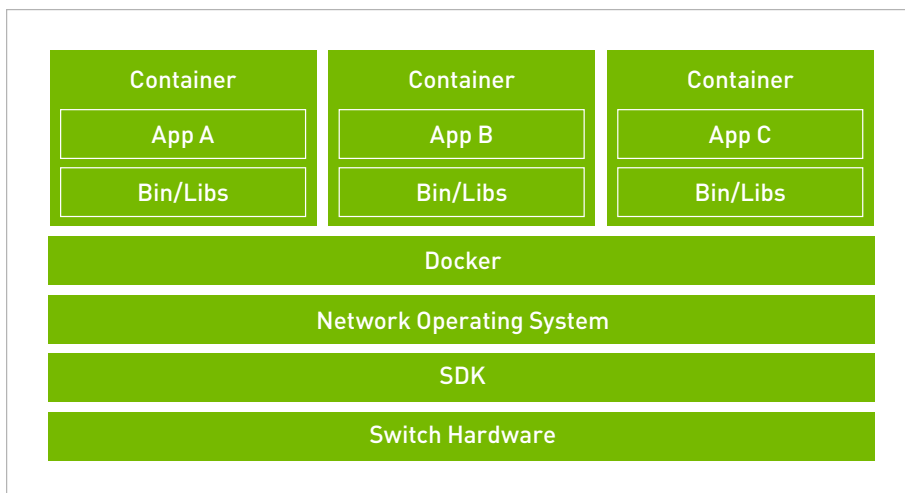 Container
Container
Container
App A
App B
App C
Bin/Libs
Bin/Libs
Bin/Libs
Docker
Network Operating System
SDK
Switch Hardware